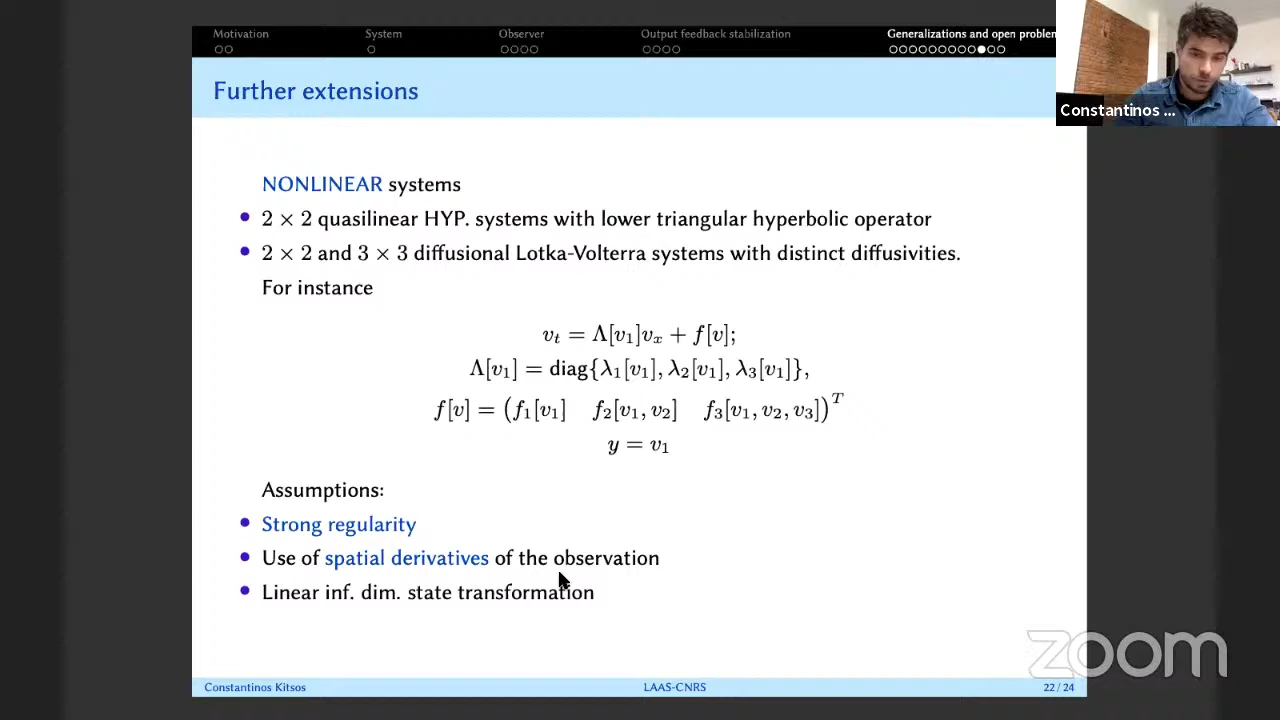 Motivation System Observer Output feedback stabilization Generalizations and open problem
Further extensions
Constantinos ...
NONLINEAR systems
• 2 × 2 quasilinear HYP. systems with lower triangular hyperbolic operator
• 2 × 2 and 3 × 3 diffusional Lotka-Volterra systems with distinct diffusivities.
For instance
v_t = Λ[v_1]v_x + f[v];
Λ[v_1] = diag{λ_1[v_1], λ_2[v_1], λ_3[v_1]},
f[v] = (f_1[v_1] f_2[v_1, v_2] f_3[v_1, v_2, v_3])^T
y = v_1
Assumptions:
• Strong regularity
• Use of spatial derivatives of the observation
• Linear inf. dim. state transformation
zoom
Constantinos Kitsos LAAS-CNRS 22 / 24